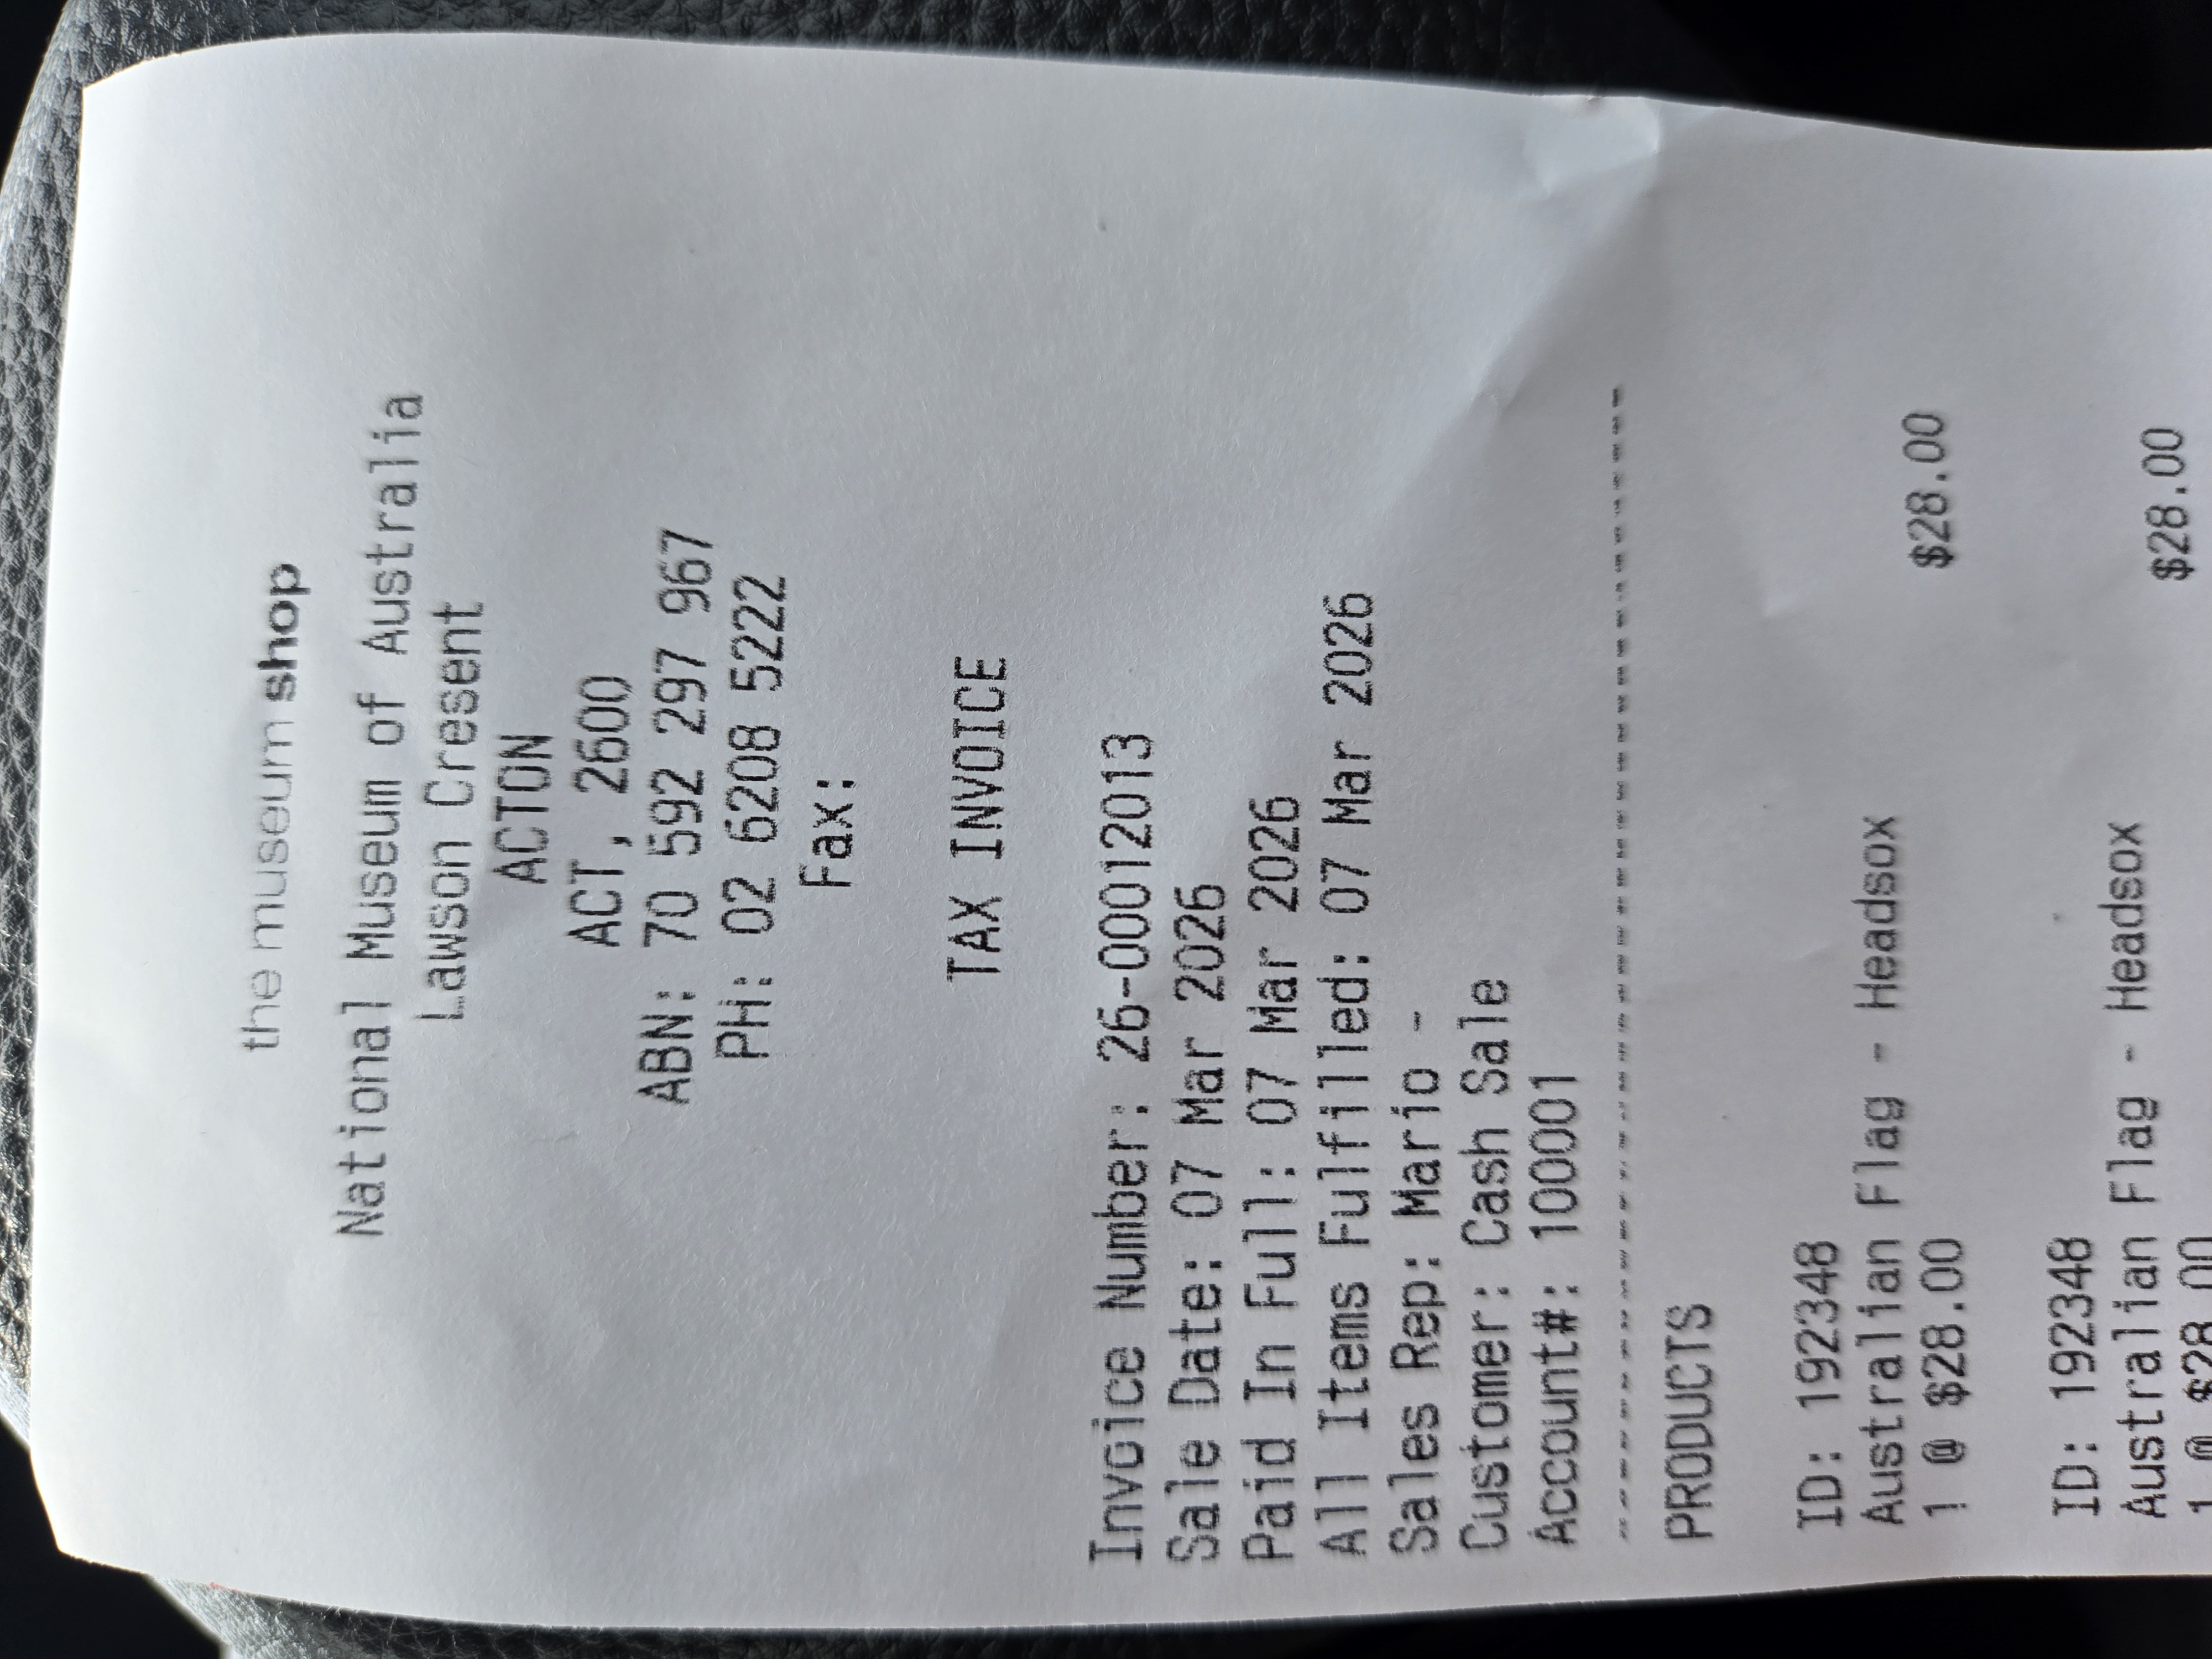 the museum shop
National Museum of Australia
Lawson Cresent
ACTON
ACT, 2600
ABN: 70 592 297 967
PH: 02 6208 5222
Fax:
TAX INVOICE
Invoice Number: 26-00012013
Sale Date: 07 Mar 2026
Paid In Full: 07 Mar 2026
All Items Fulfilled: 07 Mar 2026
Sales Rep: Mario -
Customer: Cash Sale
Account#: 100001
--------------------------------
PRODUCTS
ID: 192348
Australian Flag - Headsox
1 @ $28.00 $28.00
ID: 192348
Australian Flag - Headsox
1 @ $28.00 $28.00